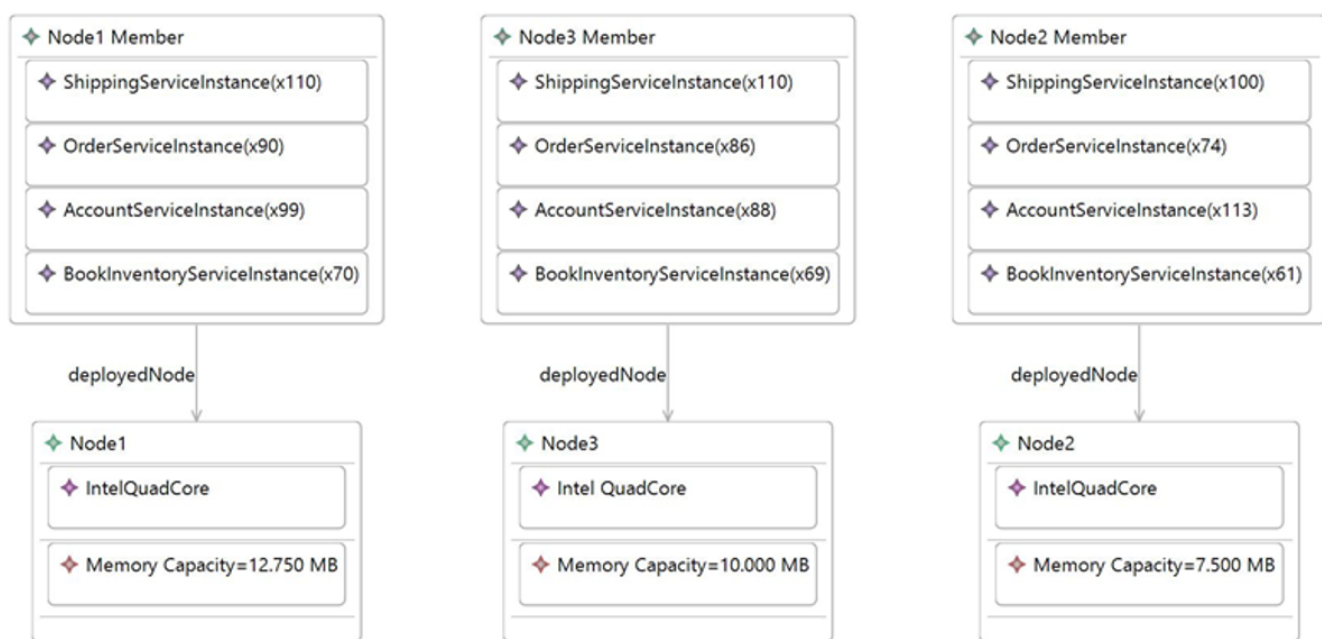 Node1 Member
ShippingServiceInstance(x110)
OrderServiceInstance(x90)
AccountServiceInstance(x99)
BookInventoryServiceInstance(x70)
deployedNode
Node1
IntelQuadCore
Memory Capacity=12.750 MB
Node3 Member
ShippingServiceInstance(x110)
OrderServiceInstance(x86)
AccountServiceInstance(x88)
BookInventoryServiceInstance(x69)
deployedNode
Node3
Intel QuadCore
Memory Capacity=10.000 MB
Node2 Member
ShippingServiceInstance(x100)
OrderServiceInstance(x74)
AccountServiceInstance(x113)
BookInventoryServiceInstance(x61)
deployedNode
Node2
IntelQuadCore
Memory Capacity=7.500 MB